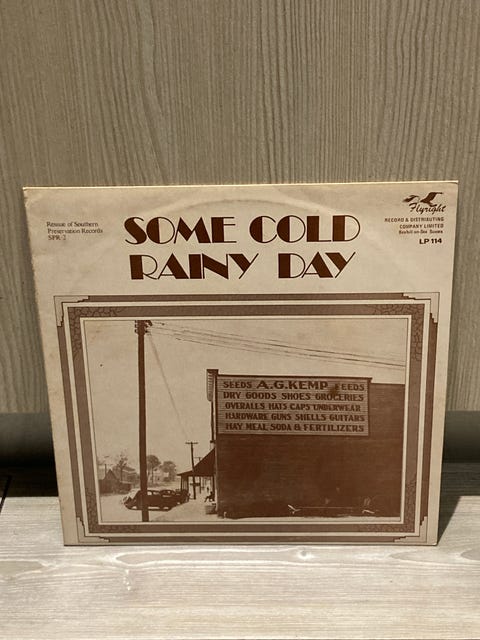 Reissue of Southern
Preservation Records
SPR-2
SOME COLD
RAINY DAY
Flyright
RECORD & DISTRIBUTING
COMPANY LIMITED
Bexhill-on-Sea Sussex
LP 114
SEEDS A.G.KEMP FEEDS
DRY GOODS SHOES GROCERIES
OVERALLS HATS CAPS UNDERWEAR
HARDWARE GUNS SHELLS GUITARS
HAY MEAL SODA & FERTILIZERS